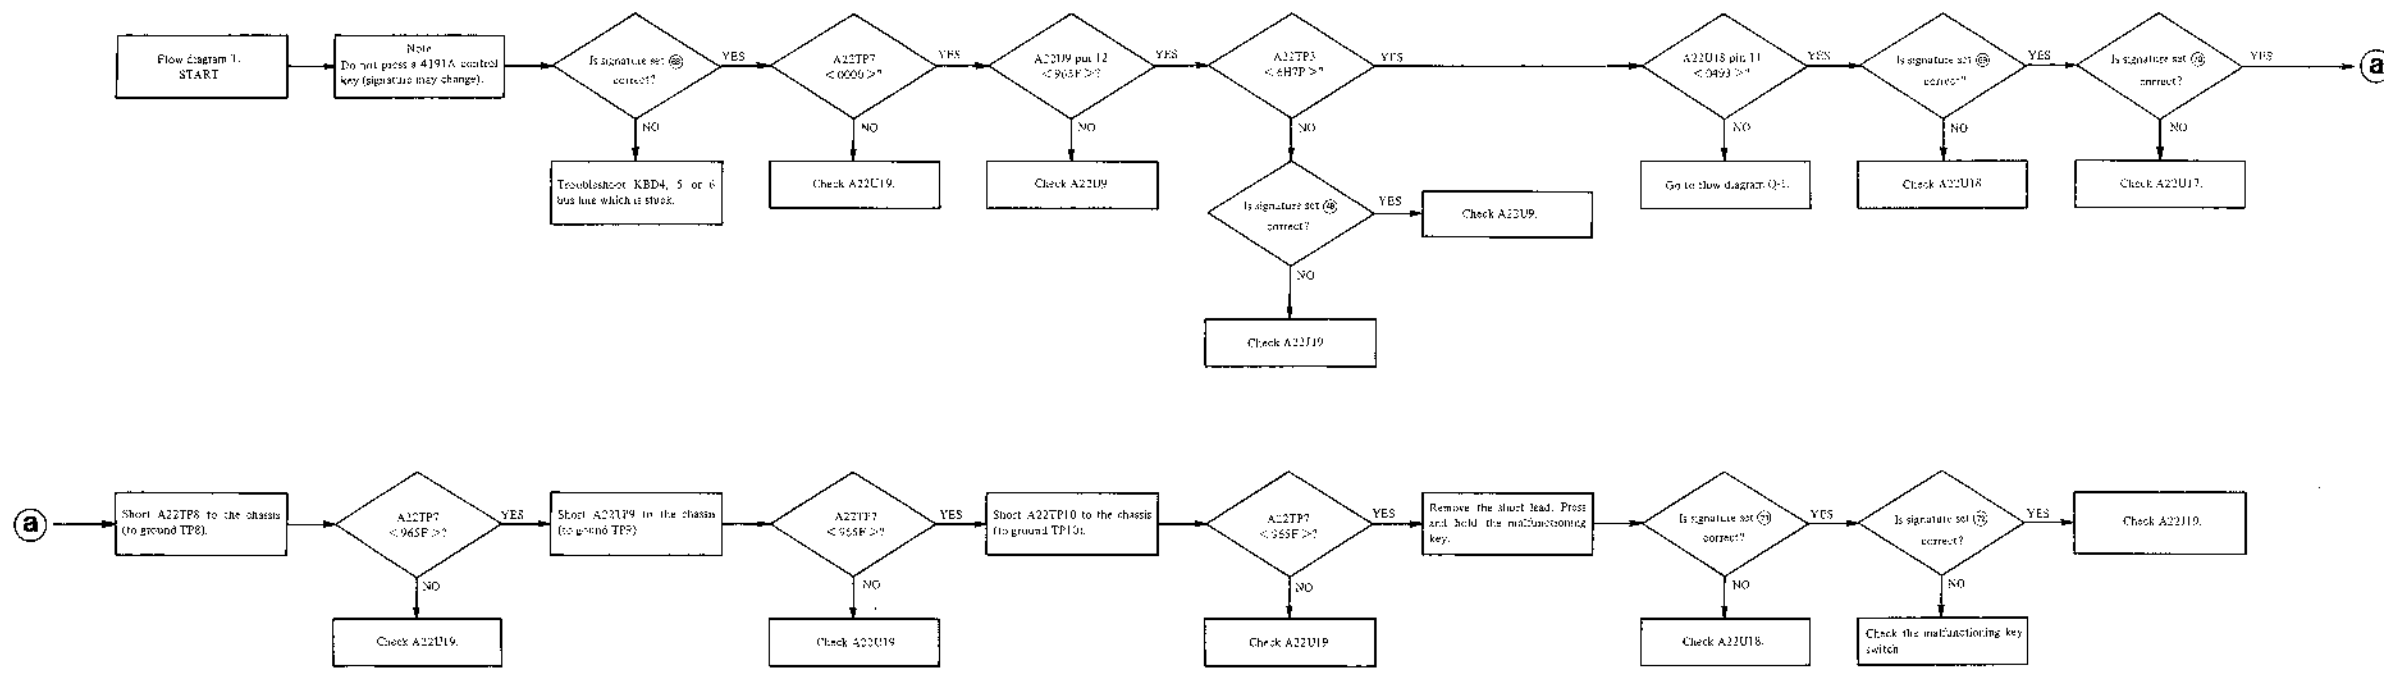 Flow diagram T.
START
Note
Do not press a 4191A control
key (signature may change).
Is signature set
correct?
YES
NO
Troubleshoot KBD4, 5 or 6
bus line which is stuck.
A22TP7
<0000>?
YES
NO
Check A22U19.
A22U9 pin 12
<965F>?
YES
NO
Check A22U9
A22TP3
<6H7P>?
YES
NO
Is signature set
correct?
YES
Check A23U9.
NO
Check A22U19
A22U18 pin 11
<0493>?
YES
NO
Go to flow diagram Q-1.
Is signature set
correct?
YES
NO
Check A22U18
Is signature set
correct?
YES
NO
Check A22U17.
a
a
Short A22TP8 to the chassis
(to ground TP8).
A22TP7
<965F>?
YES
NO
Check A22U19.
Short A22TP9 to the chassis
(to ground TP9)
A22TP7
<965F>?
YES
NO
Check A22U19
Short A22TP10 to the chassis
(to ground TP10).
A22TP7
<965F>?
YES
NO
Check A22U19
Remove the short lead. Press
and hold the malfunctioning
key.
Is signature set
correct?
YES
NO
Check A22U18.
Is signature set
correct?
YES
NO
Check the malfunctioning key
switch
Check A22U19.